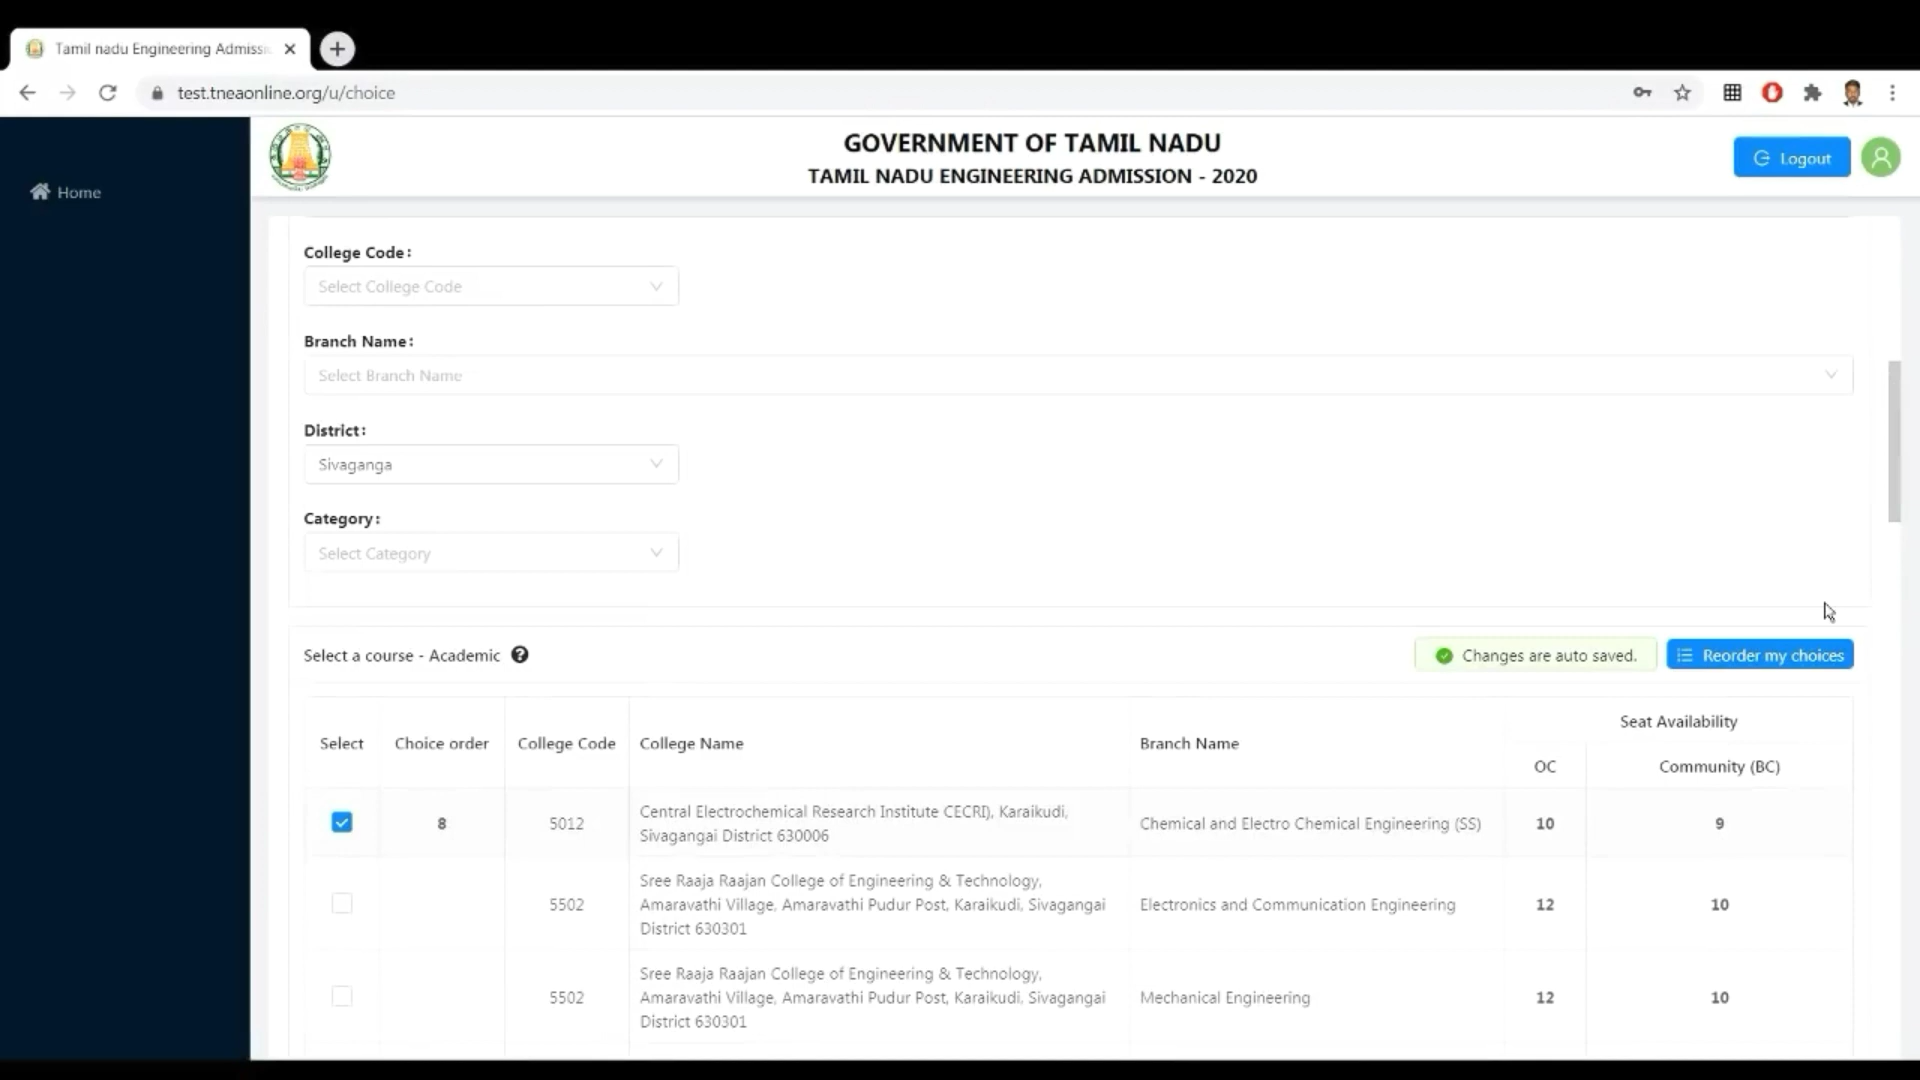 Tamil nadu Engineering Admissi
test.tneaonline.org/u/choice
GOVERNMENT OF TAMIL NADU
TAMIL NADU ENGINEERING ADMISSION - 2020
Logout
Home
College Code:
Select College Code
Branch Name:
Select Branch Name
District:
Sivaganga
Category:
Select Category
Select a course - Academic
Changes are auto saved.
Reorder my choices
Select
Choice order
College Code
College Name
Branch Name
Seat Availability
OC
Community (BC)
8
5012
Central Electrochemical Research Institute CECRI), Karaikudi,
Sivagangai District 630006
Chemical and Electro Chemical Engineering (SS)
10
9
5502
Sree Raaja Raajan College of Engineering & Technology,
Amaravathi Village, Amaravathi Pudur Post, Karaikudi, Sivagangai
District 630301
Electronics and Communication Engineering
12
10
5502
Sree Raaja Raajan College of Engineering & Technology,
Amaravathi Village, Amaravathi Pudur Post, Karaikudi, Sivagangai
District 630301
Mechanical Engineering
12
10